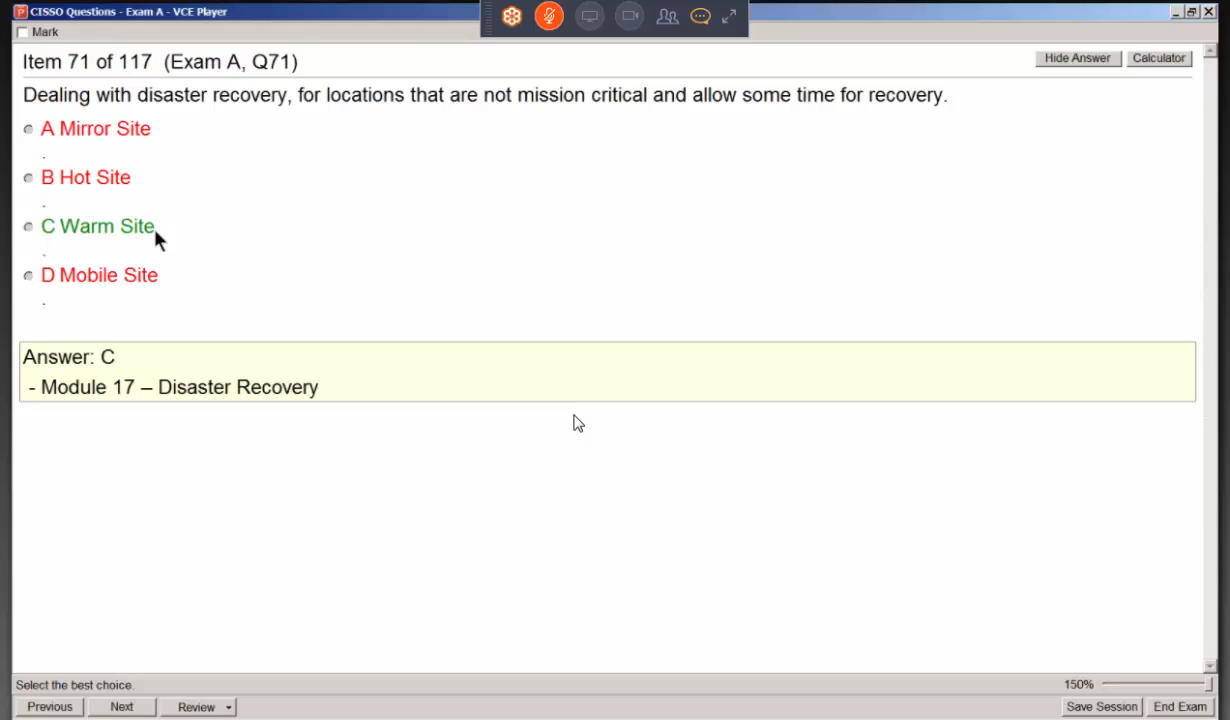 CISSO Questions - Exam A - VCE Player
Mark
Item 71 of 117 (Exam A, Q71)
Hide Answer
Calculator
Dealing with disaster recovery, for locations that are not mission critical and allow some time for recovery.
A Mirror Site
.
B Hot Site
.
C Warm Site
.
D Mobile Site
.
Answer: C
- Module 17 – Disaster Recovery
Select the best choice.
150%
Previous
Next
Review
Save Session
End Exam